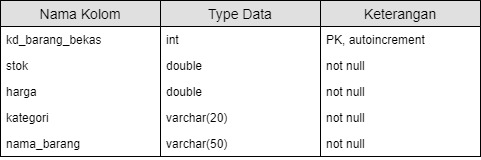 Nama Kolom Type Data Keterangan
kd_barang_bekas int PK, autoincrement
stok double not null
harga double not null
kategori varchar(20) not null
nama_barang varchar(50) not null